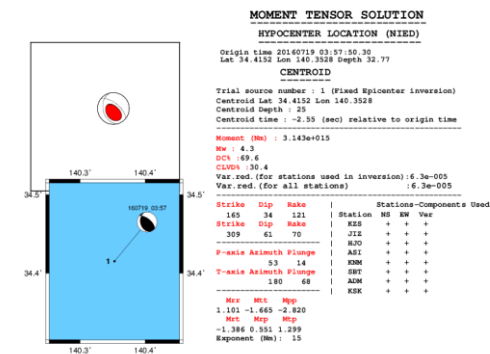 MOMENT TENSOR SOLUTION
HYPOCENTER LOCATION (NIED)
Origin time 20160719 03:57:50.30
Lat 34.4152 Lon 140.3528 Depth 32.77
CENTROID
Trial source number : 1 (Fixed Epicenter inversion)
Centroid Lat 34.4152 Lon 140.3528
Centroid Depth : 25
Centroid time : -2.55 (sec) relative to origin time
Moment (Nm) : 3.143e+015
Mw : 4.3
DC% :69.6
CLVD% :30.4
Var.red.(for stations used in inversion):6.3e-005
Var.red.(for all stations) :6.3e-005
Strike Dip Rake | Stations-Components Used
165 34 121 | Station NS EW Ver
309 61 70 | KZS + + +
JIZ + + +
HJO + + +
P-axis Azimuth Plunge | ASI + + +
53 14 | KNM + + +
T-axis Azimuth Plunge | SBT + + +
180 68 | ADM + + +
KSK + + +
Mrr Mtt Mpp
1.101 -1.665 -2.820
Mrt Mrp Mtp
-1.386 0.551 1.299
Exponent (Nm): 15
140.3˚ 140.4˚
34.5˚ 34.5˚
160719 03:57
1
34.4˚ 34.4˚
140.3˚ 140.4˚